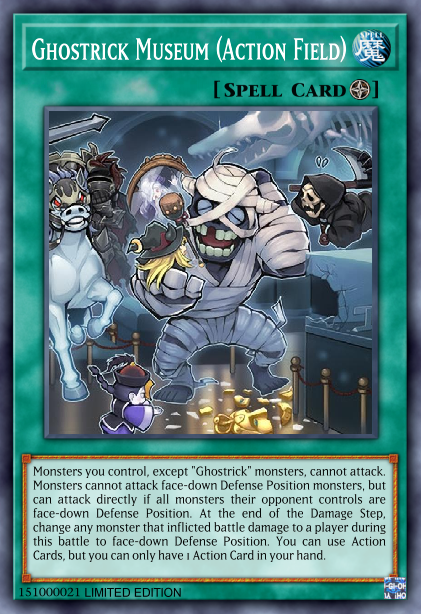 Ghostrick Museum (Action Field)
SPELL
魔
[Spell Card]
Monsters you control, except "Ghostrick" monsters, cannot attack.
Monsters cannot attack face-down Defense Position monsters, but
can attack directly if all monsters their opponent controls are
face-down Defense Position. At the end of the Damage Step,
change any monster that inflicted battle damage to a player during
this battle to face-down Defense Position. You can use Action
Cards, but you can only have 1 Action Card in your hand.
151000021 LIMITED EDITION